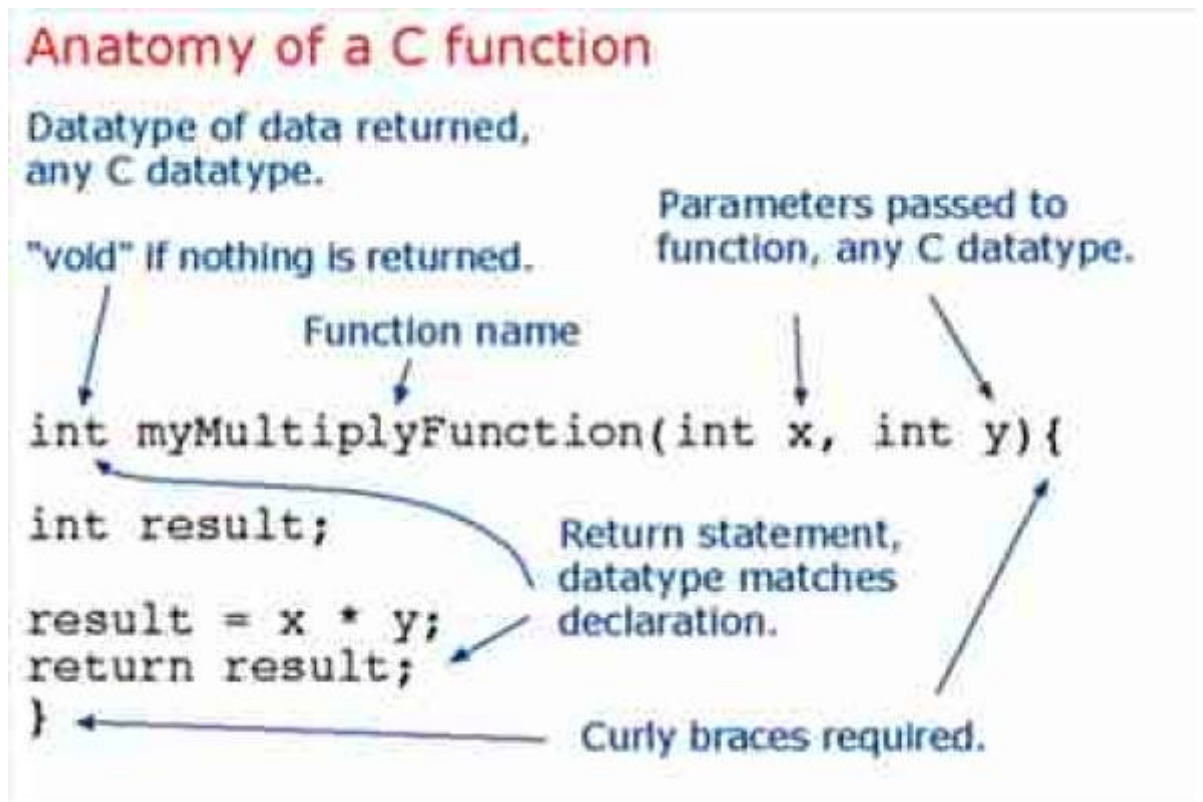 Anatomy of a C function
Datatype of data returned,
any C datatype.
"void" if nothing is returned.
Parameters passed to
function, any C datatype.
Function name
int myMultiplyFunction(int x, int y){
int result;
Return statement,
datatype matches
declaration.
result = x * y;
return result;
}
Curly braces required.